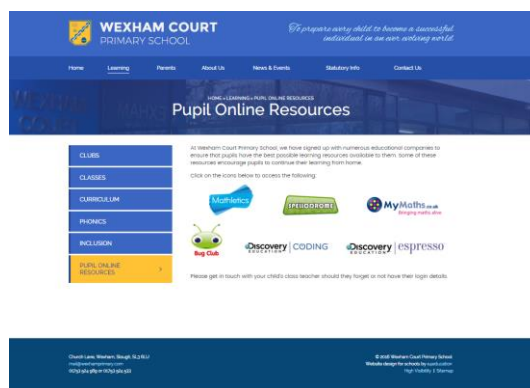 WEXHAM COURT
PRIMARY SCHOOL
To prepare every child to become a successful
individual in an ever evolving world.
Home Learning Parents About Us News & Events Statutory Info Contact Us
HOME » LEARNING » PUPIL ONLINE RESOURCES
Pupil Online Resources
CLUBS
CLASSES
CURRICULUM
PHONICS
INCLUSION
PUPIL ONLINE
RESOURCES
At Wexham Court Primary School, we have signed up with numerous educational companies to
ensure that pupils have the best possible learning resources available to them. Some of these
resources encourage pupils to continue their learning from home.
Click on the icons below to access the following:
Mathletics
SPELLODROME
MyMaths.co.uk
Bringing maths alive
Bug Club
Discovery EDUCATION CODING
Discovery EDUCATION espresso
Please get in touch with your child's class teacher should they forget or not have their login details.
Church Lane, Wexham, Slough, SL3 6LU
© 2018 Wexham Court Primary School
Website design for schools by
High Visibility | Sitemap